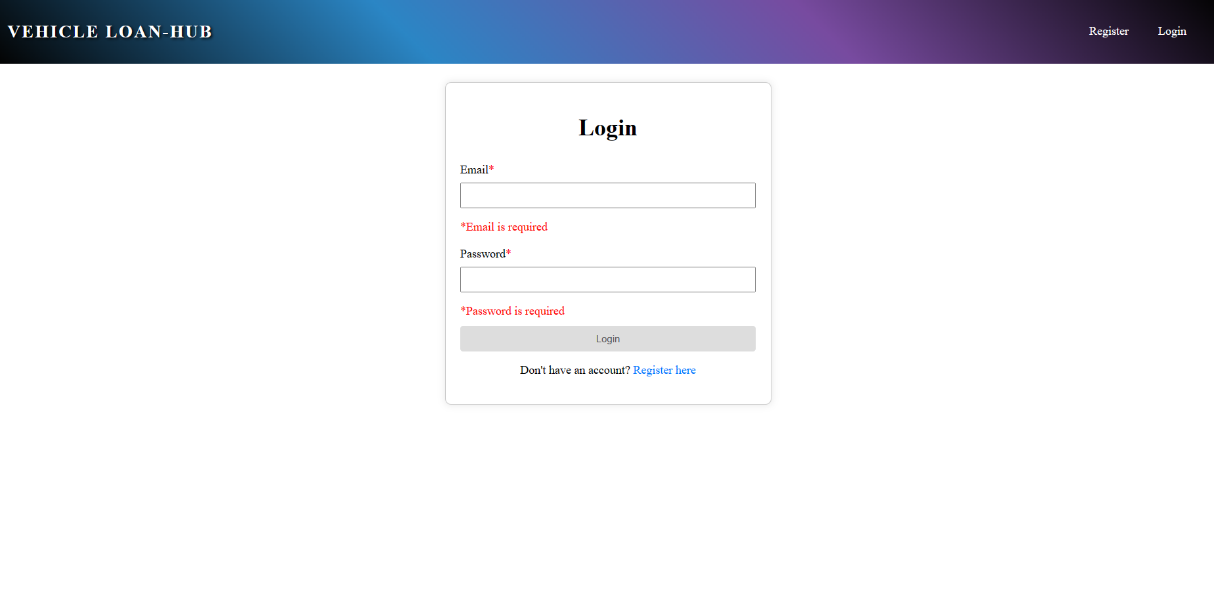 VEHICLE LOAN-HUB
Register
Login
Login
Email*
*Email is required
Password*
*Password is required
Login
Don't have an account? Register here